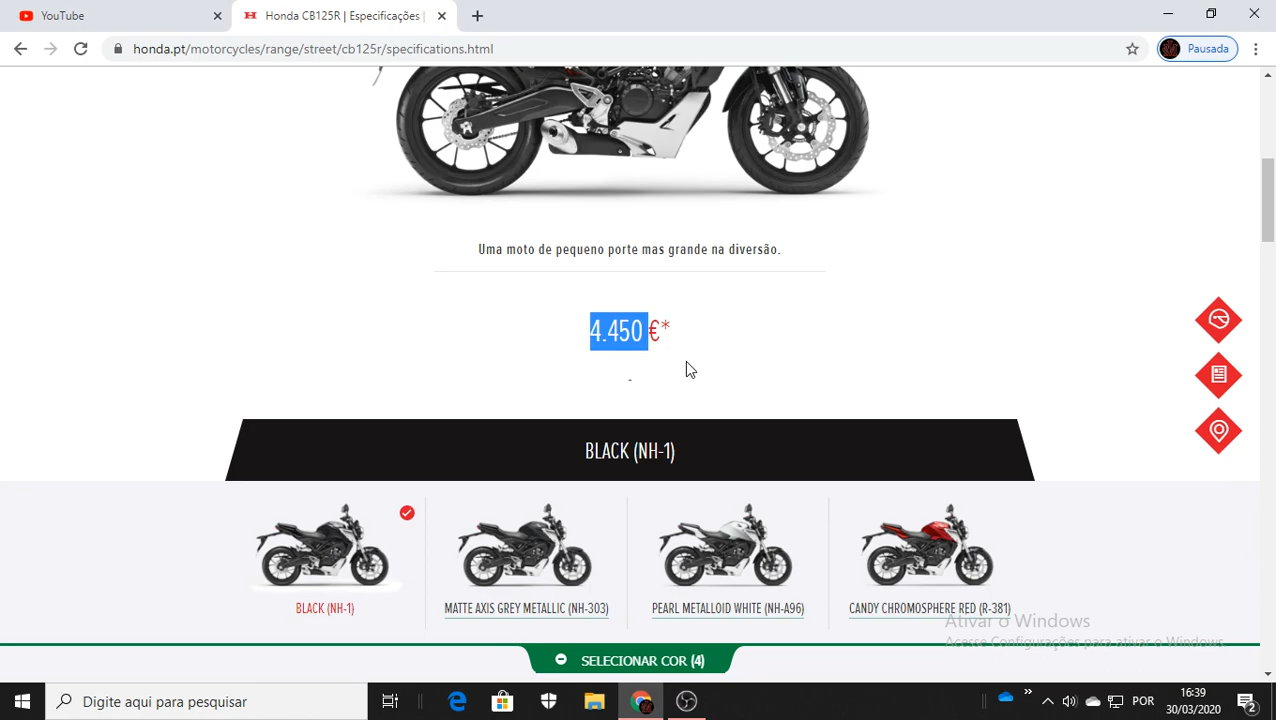 YouTube
Honda CB125R | Especificações |
honda.pt/motorcycles/range/street/cb125r/specifications.html
Pausada
Uma moto de pequeno porte mas grande na diversão.
4.450 €*
-
BLACK (NH-1)
BLACK (NH-1)
MATTE AXIS GREY METALLIC (NH-303)
PEARL METALLOID WHITE (NH-A96)
CANDY CHROMOSPHERE RED (R-381)
Ativar o Windows
Acesse Configurações para ativar o Windows.
SELECIONAR COR (4)
Digite aqui para pesquisar
POR
16:39
30/03/2020
2